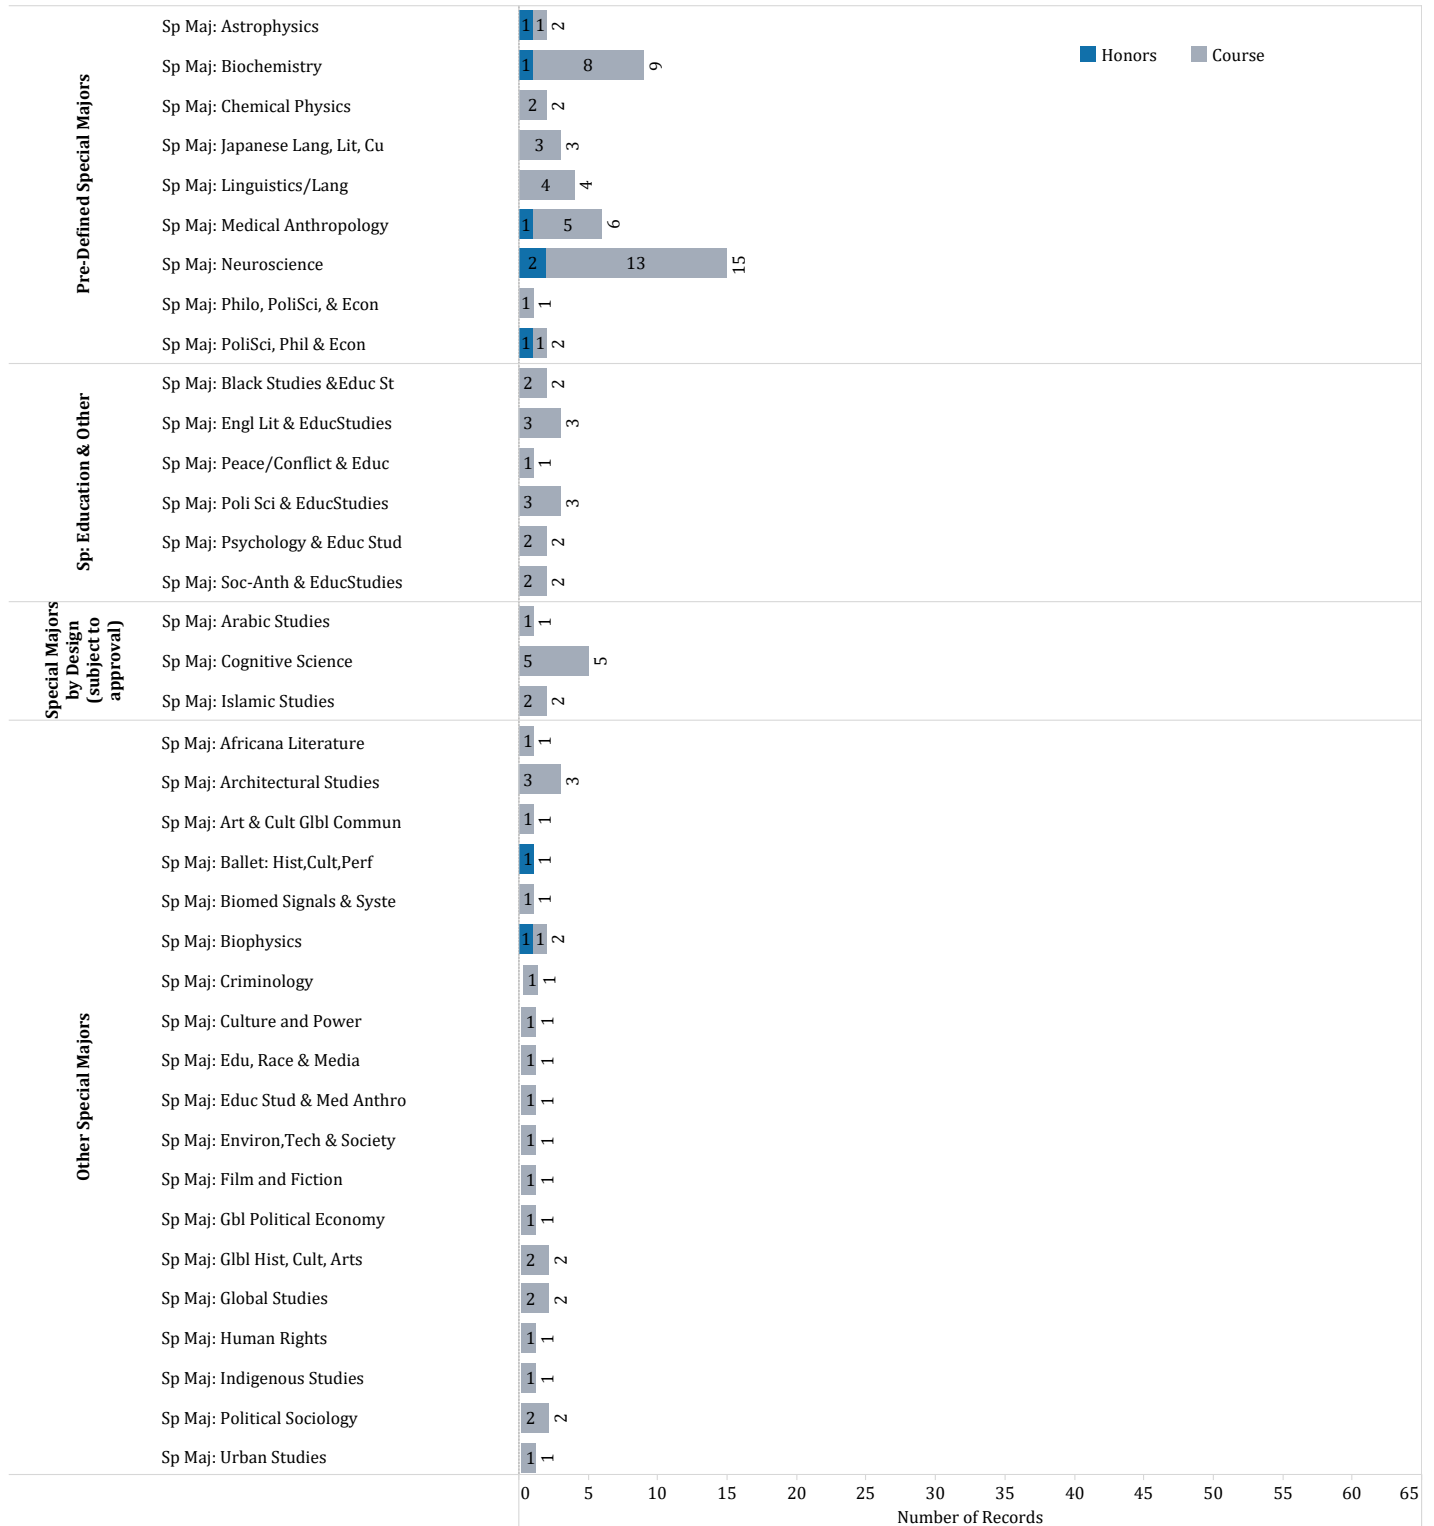 Honors Course
Pre-Defined Special Majors
Sp Maj: Astrophysics 1 1 2
Sp Maj: Biochemistry 1 8 9
Sp Maj: Chemical Physics 2 2
Sp Maj: Japanese Lang, Lit, Cu 3 3
Sp Maj: Linguistics/Lang 4 4
Sp Maj: Medical Anthropology 1 5 6
Sp Maj: Neuroscience 2 13 15
Sp Maj: Philo, PoliSci, & Econ 1 1
Sp Maj: PoliSci, Phil & Econ 1 1 2
Sp: Education & Other
Sp Maj: Black Studies &Educ St 2 2
Sp Maj: Engl Lit & EducStudies 3 3
Sp Maj: Peace/Conflict & Educ 1 1
Sp Maj: Poli Sci & EducStudies 3 3
Sp Maj: Psychology & Educ Stud 2 2
Sp Maj: Soc-Anth & EducStudies 2 2
Special Majors
by Design
(subject to
approval)
Sp Maj: Arabic Studies 1 1
Sp Maj: Cognitive Science 5 5
Sp Maj: Islamic Studies 2 2
Other Special Majors
Sp Maj: Africana Literature 1 1
Sp Maj: Architectural Studies 3 3
Sp Maj: Art & Cult Glbl Commun 1 1
Sp Maj: Ballet: Hist,Cult,Perf 1 1
Sp Maj: Biomed Signals & Syste 1 1
Sp Maj: Biophysics 1 1 2
Sp Maj: Criminology 1 1
Sp Maj: Culture and Power 1 1
Sp Maj: Edu, Race & Media 1 1
Sp Maj: Educ Stud & Med Anthro 1 1
Sp Maj: Environ,Tech & Society 1 1
Sp Maj: Film and Fiction 1 1
Sp Maj: Gbl Political Economy 1 1
Sp Maj: Glbl Hist, Cult, Arts 2 2
Sp Maj: Global Studies 2 2
Sp Maj: Human Rights 1 1
Sp Maj: Indigenous Studies 1 1
Sp Maj: Political Sociology 2 2
Sp Maj: Urban Studies 1 1
0 5 10 15 20 25 30 35 40 45 50 55 60 65
Number of Records